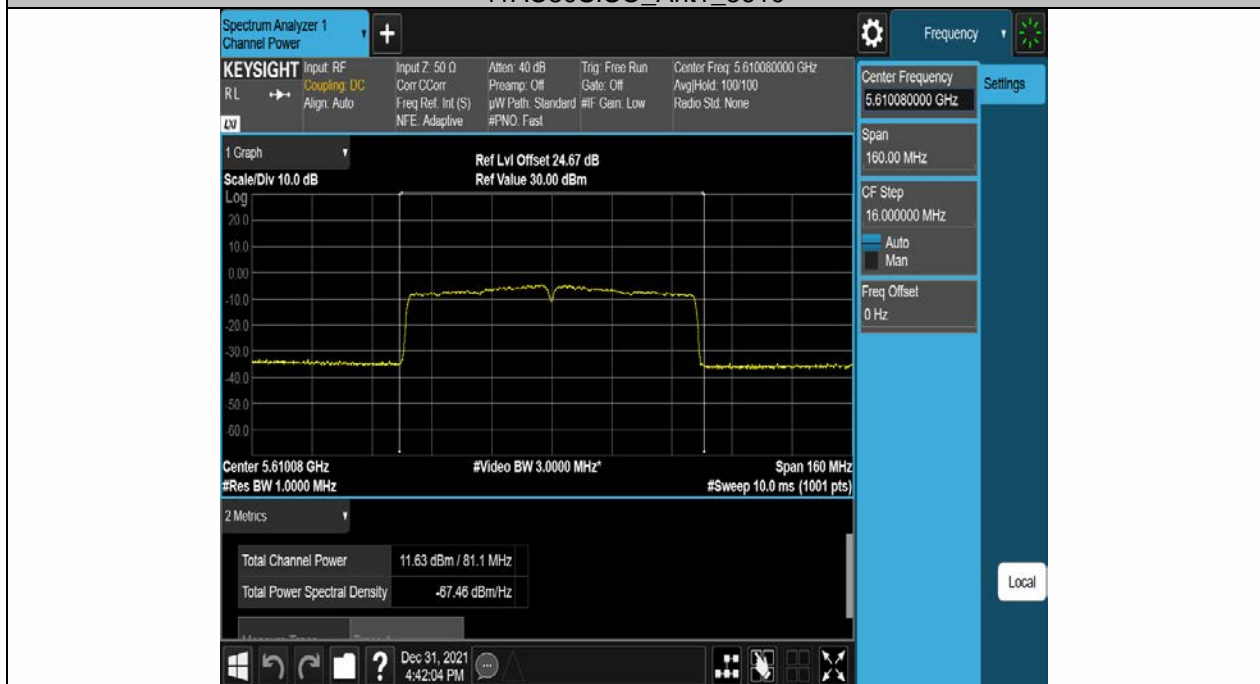 Spectrum Analyzer 1
Channel Power
+
Frequency
KEYSIGHT
RL
LXI
Input: RF
Coupling: DC
Align: Auto
Input Z: 50 Ω
Corr CCorr
Freq Ref: Int (S)
NFE: Adaptive
Atten: 40 dB
Preamp: Off
µW Path: Standard
#PNO: Fast
Trig: Free Run
Gate: Off
#IF Gain: Low
Center Freq: 5.610080000 GHz
Avg|Hold: 100/100
Radio Std: None
Center Frequency
5.610080000 GHz
Settings
Span
160.00 MHz
CF Step
16.000000 MHz
Auto
Man
Freq Offset
0 Hz
Local
1 Graph
Scale/Div 10.0 dB
Ref Lvl Offset 24.67 dB
Ref Value 30.00 dBm
Log
20.0
10.0
0.00
-10.0
-20.0
-30.0
-40.0
-50.0
-60.0
Center 5.61008 GHz
#Res BW 1.0000 MHz
#Video BW 3.0000 MHz*
Span 160 MHz
#Sweep 10.0 ms (1001 pts)
2 Metrics
Total Channel Power 11.63 dBm / 81.1 MHz
Total Power Spectral Density -67.46 dBm/Hz
?
Dec 31, 2021
4:42:04 PM